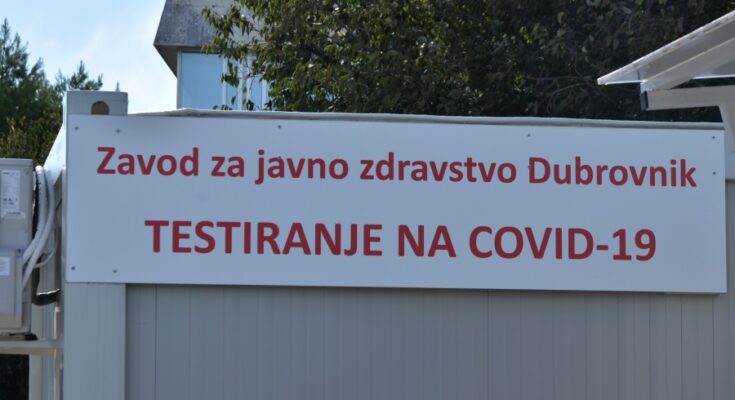 Zavod za javno zdravstvo Dubrovnik
TESTIRANJE NA COVID-19